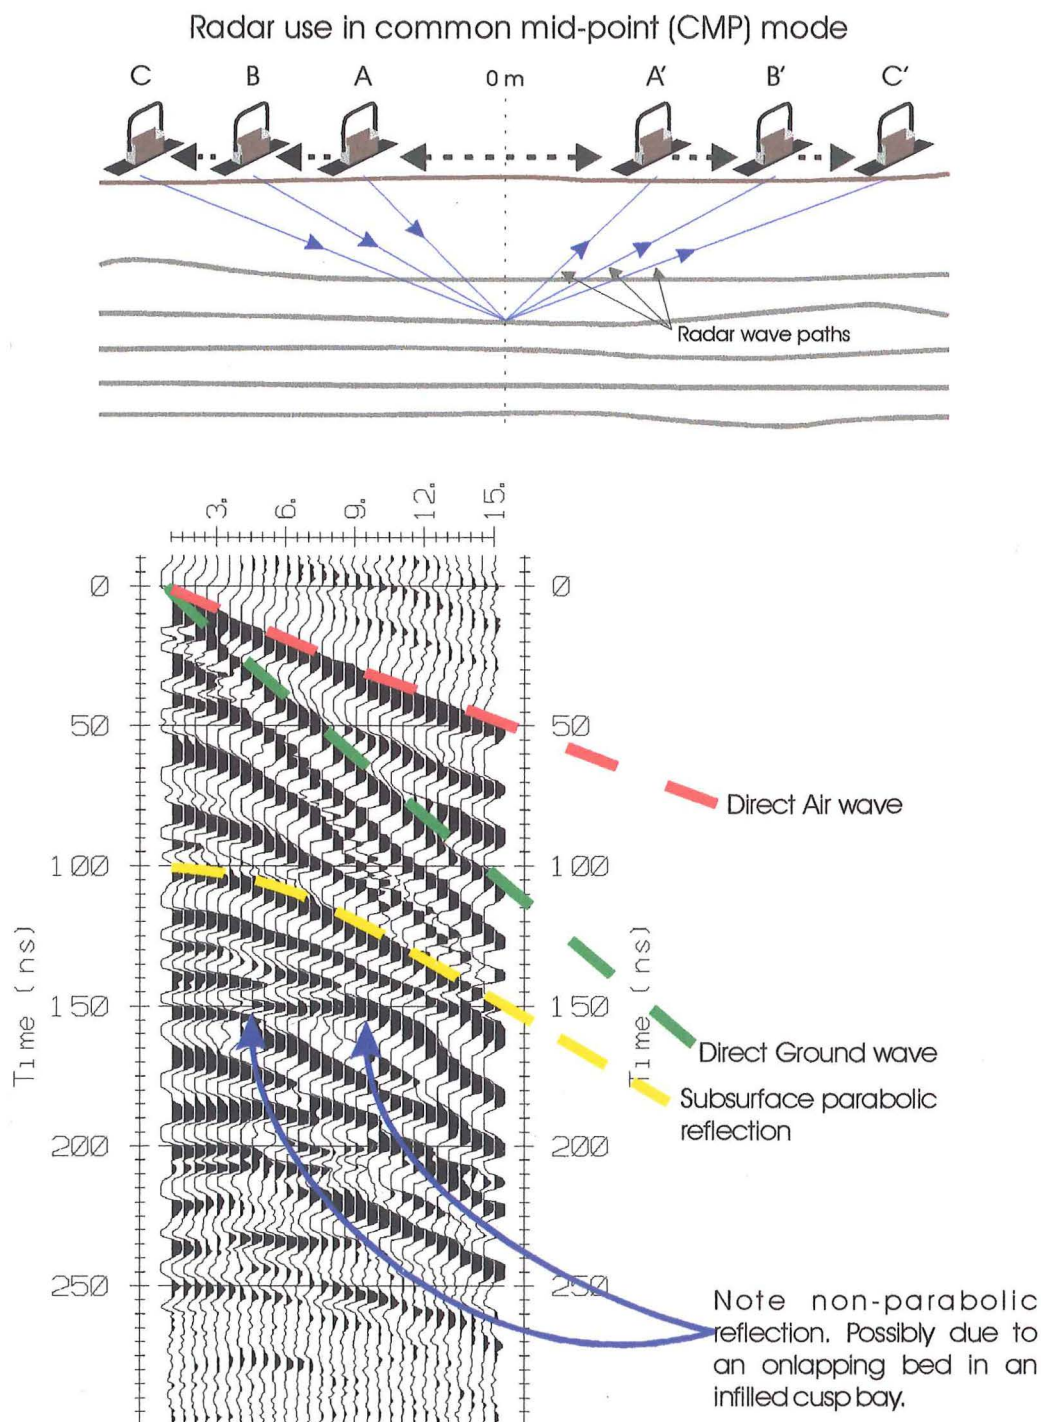 Radar use in common mid-point (CMP) mode
C B A 0 m A' B' C'
Radar wave paths
3. 6. 9. 12. 15.
0 0
50 50
Direct Air wave
100 100
Time (ns) Time (ns)
150 150
Direct Ground wave
Subsurface parabolic
reflection
200 200
250 250
Note non-parabolic
reflection. Possibly due to
an onlapping bed in an
infilled cusp bay.